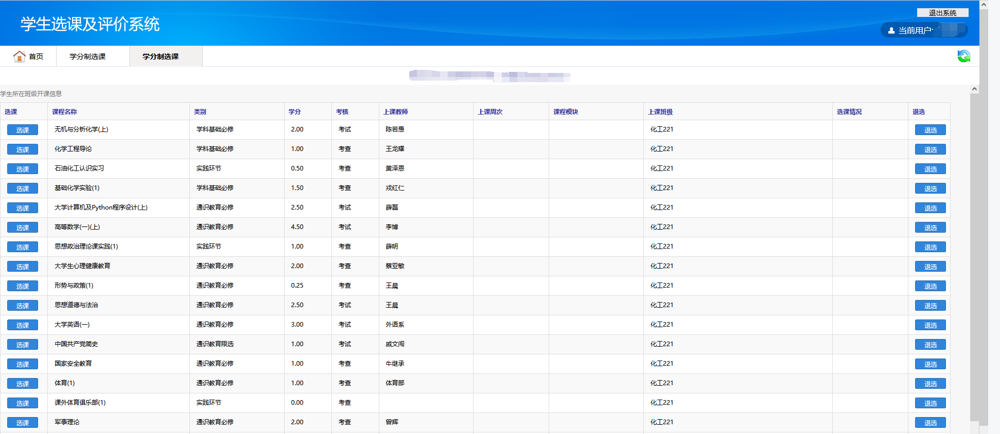 退出系统
学生选课及评价系统
当前用户:
首页 学分制选课 学分制选课
学生所在班级开课信息
选课 课程名称 类别 学分 考核 上课教师 上课周次 课程模块 上课班级 选课情况 退选
选课 无机与分析化学(上) 学科基础必修 2.00 考试 陈若愚 化工221 退选
选课 化学工程导论 学科基础必修 1.00 考查 王龙耀 化工221 退选
选课 石油化工认识实习 实践环节 0.50 考查 黄泽恩 化工221 退选
选课 基础化学实验(1) 学科基础必修 1.50 考查 戎红仁 化工221 退选
选课 大学计算机及Python程序设计(上) 通识教育必修 2.50 考试 薛磊 化工221 退选
选课 高等数学(一)(上) 通识教育必修 4.50 考试 李博 化工221 退选
选课 思想政治理论课实践(1) 实践环节 1.00 考查 薛明 化工221 退选
选课 大学生心理健康教育 通识教育必修 2.00 考查 蔡亚敏 化工221 退选
选课 形势与政策(1) 通识教育必修 0.25 考查 王晨 化工221 退选
选课 思想道德与法治 通识教育必修 2.50 考试 王晨 化工221 退选
选课 大学英语(一) 通识教育必修 3.00 考试 外语系 化工221 退选
选课 中国共产党简史 通识教育限选 1.00 考试 戚文闯 化工221 退选
选课 国家安全教育 通识教育必修 1.00 考查 牛继承 化工221 退选
选课 体育(1) 通识教育必修 1.00 考查 体育部 化工221 退选
选课 课外体育俱乐部(1) 实践环节 0.00 考查 化工221 退选
选课 军事理论 通识教育必修 2.00 考查 曾辉 化工221 退选